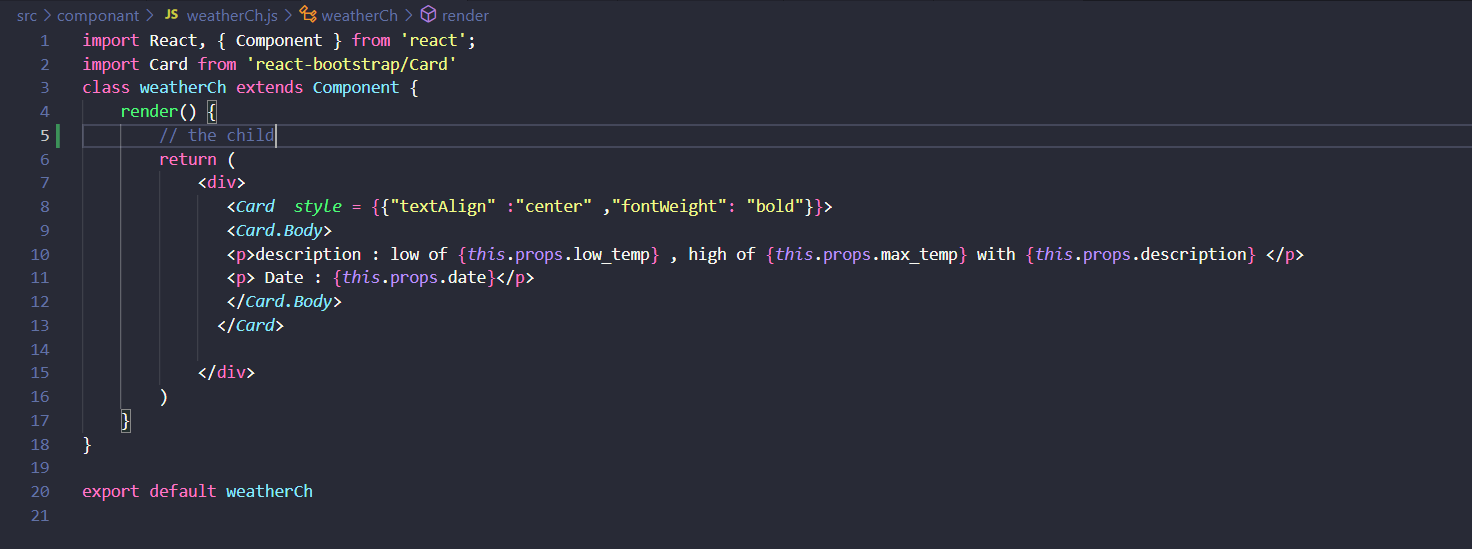 src > componant > JS weatherCh.js > weatherCh > render
1 import React, { Component } from 'react';
2 import Card from 'react-bootstrap/Card'
3 class weatherCh extends Component {
4     render() {
5         // the child
6         return (
7             <div>
8                <Card  style = {{"textAlign" :"center" ,"fontWeight": "bold"}}>
9                <Card.Body>
10                <p>description : low of {this.props.low_temp} , high of {this.props.max_temp} with {this.props.description} </p>
11                <p> Date : {this.props.date}</p>
12                </Card.Body>
13               </Card>
14
15             </div>
16         )
17     }
18 }
19
20 export default weatherCh
21